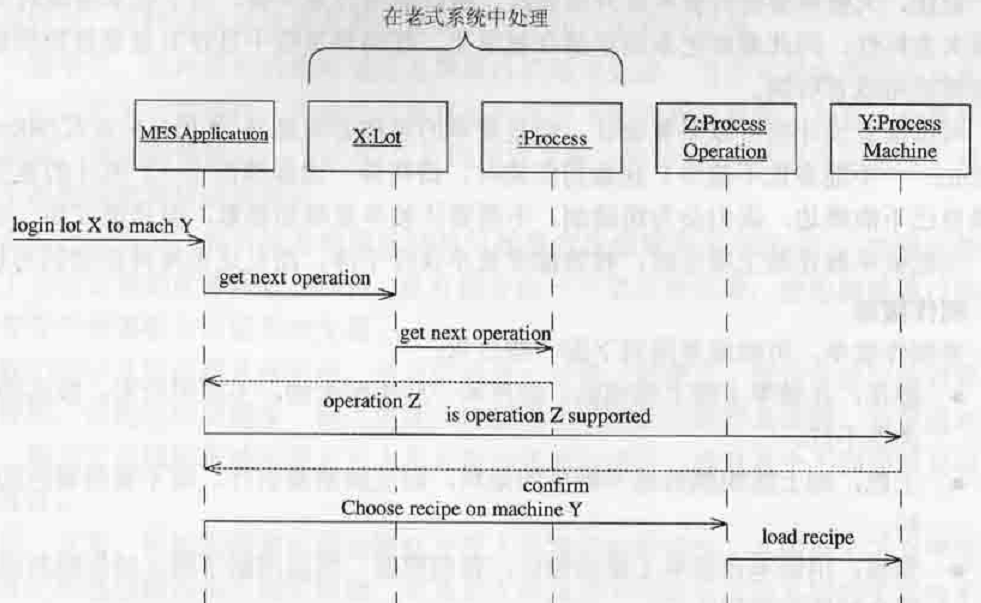 在老式系统中处理
MES Applicatuon
X:Lot
:Process
Z:Process
Operation
Y:Process
Machine
login lot X to mach Y
get next operation
get next operation
operation Z
is operation Z supported
confirm
Choose recipe on machine Y
load recipe